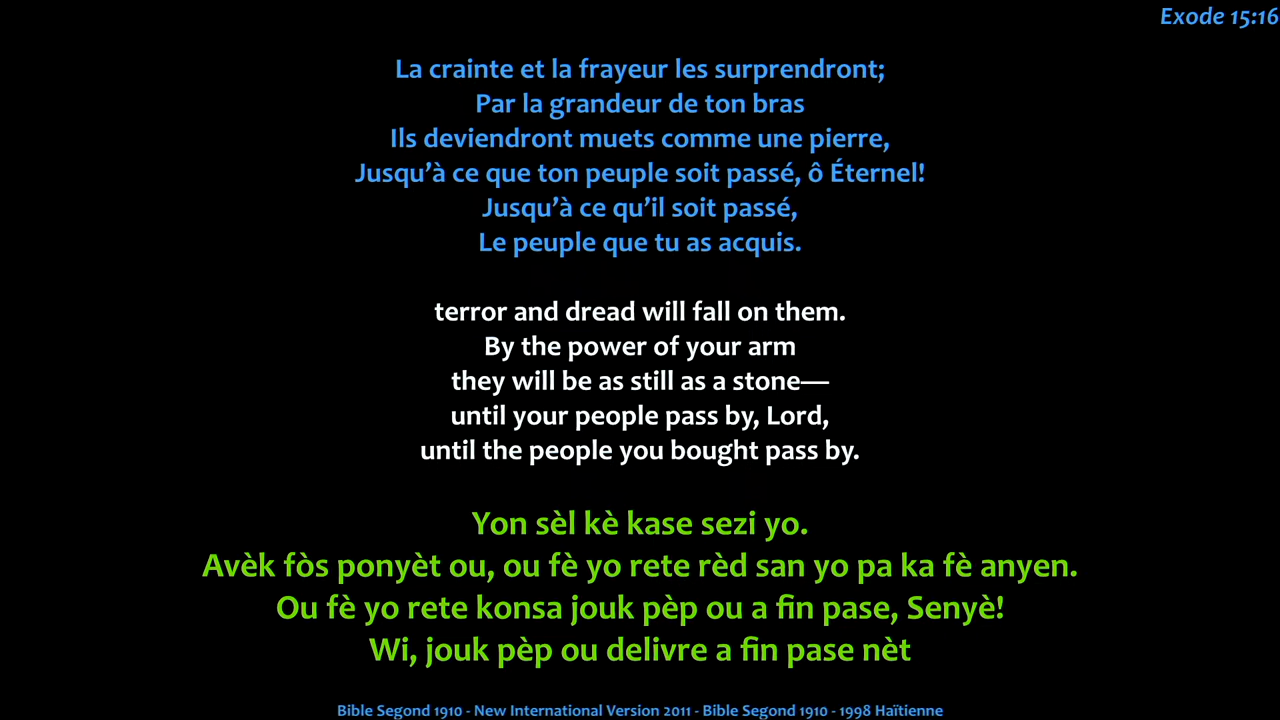 Exode 15:16
La crainte et la frayeur les surprendront;
Par la grandeur de ton bras
Ils deviendront muets comme une pierre,
Jusqu’à ce que ton peuple soit passé, ô Éternel!
Jusqu’à ce qu’il soit passé,
Le peuple que tu as acquis.
terror and dread will fall on them.
By the power of your arm
they will be as still as a stone—
until your people pass by, Lord,
until the people you bought pass by.
Yon sèl kè kase sezi yo.
Avèk fòs ponyèt ou, ou fè yo rete rèd san yo pa ka fè anyen.
Ou fè yo rete konsa jouk pèp ou a fin pase, Senyè!
Wi, jouk pèp ou delivre a fin pase nèt
Bible Segond 1910 - New International Version 2011 - Bible Segond 1910 - 1998 Haïtienne